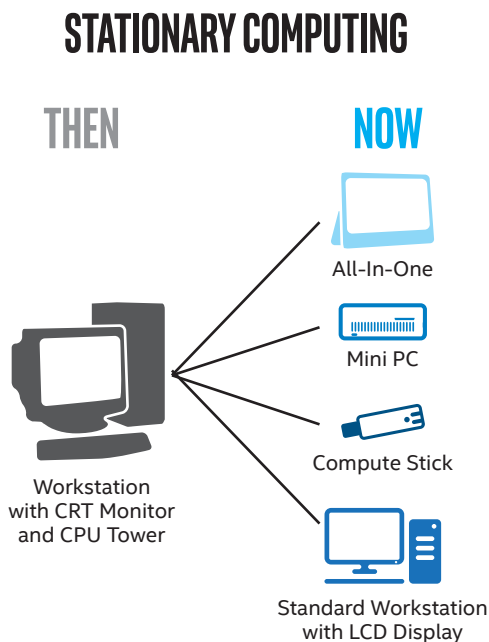 STATIONARY COMPUTING
THEN
NOW
All-In-One
Mini PC
Compute Stick
Workstation
with CRT Monitor
and CPU Tower
Standard Workstation
with LCD Display